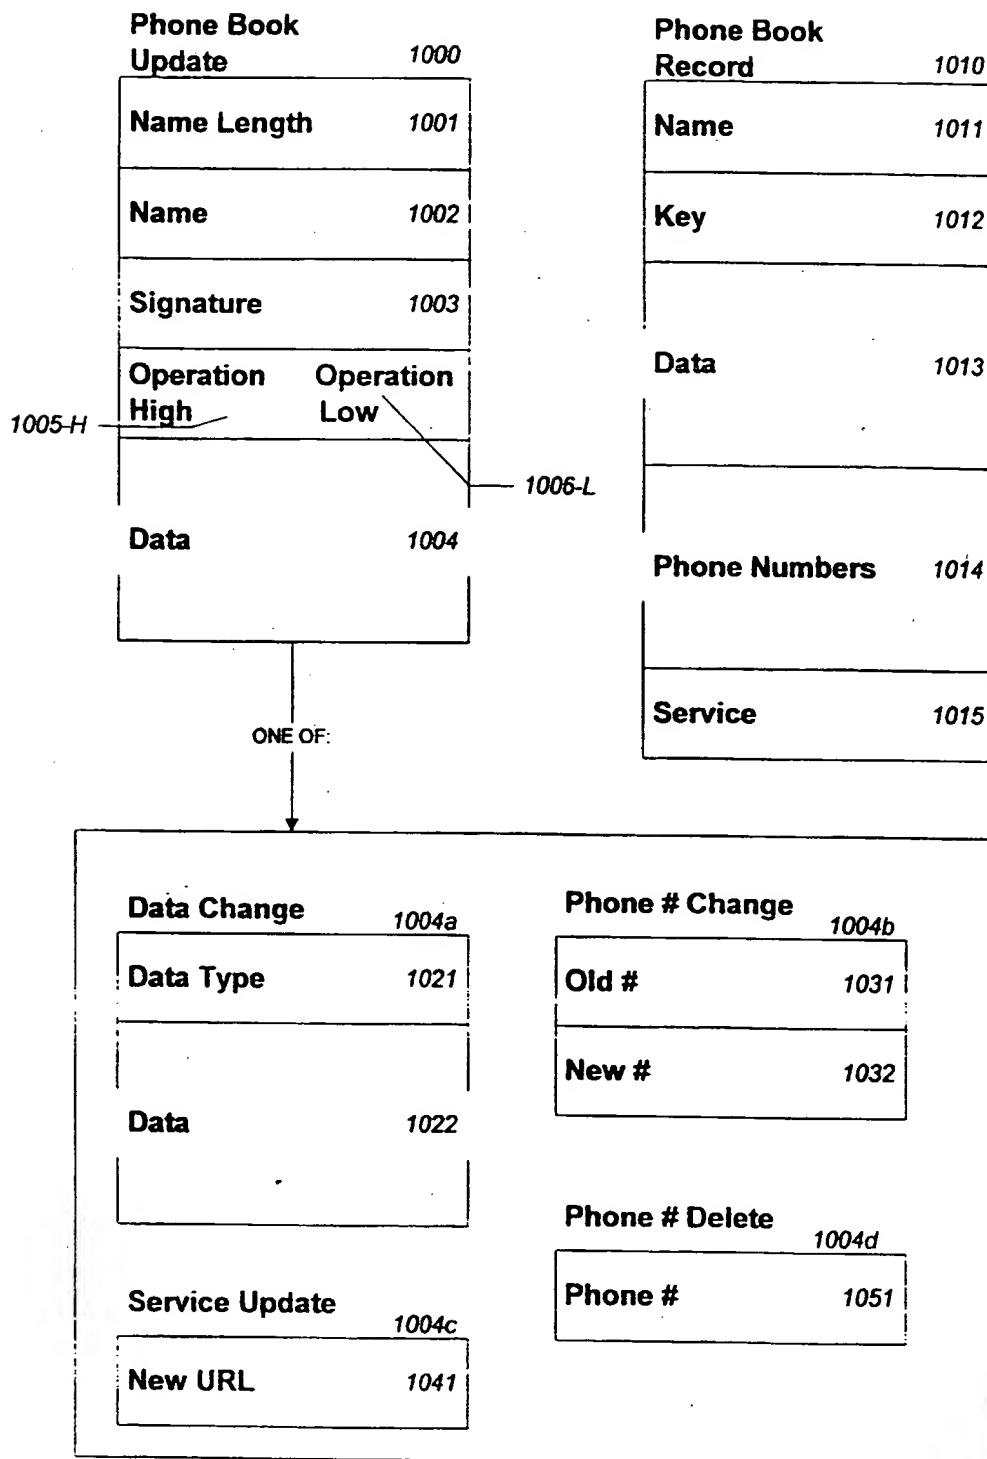 Phone Book
Update 1000
Name Length 1001
Name 1002
Signature 1003
Operation Operation
High Low
1005-H
1006-L
Data 1004
Phone Book
Record 1010
Name 1011
Key 1012
Data 1013
Phone Numbers 1014
Service 1015
ONE OF:
Data Change 1004a
Data Type 1021
Data 1022
Phone # Change 1004b
Old # 1031
New # 1032
Service Update 1004c
New URL 1041
Phone # Delete 1004d
Phone # 1051